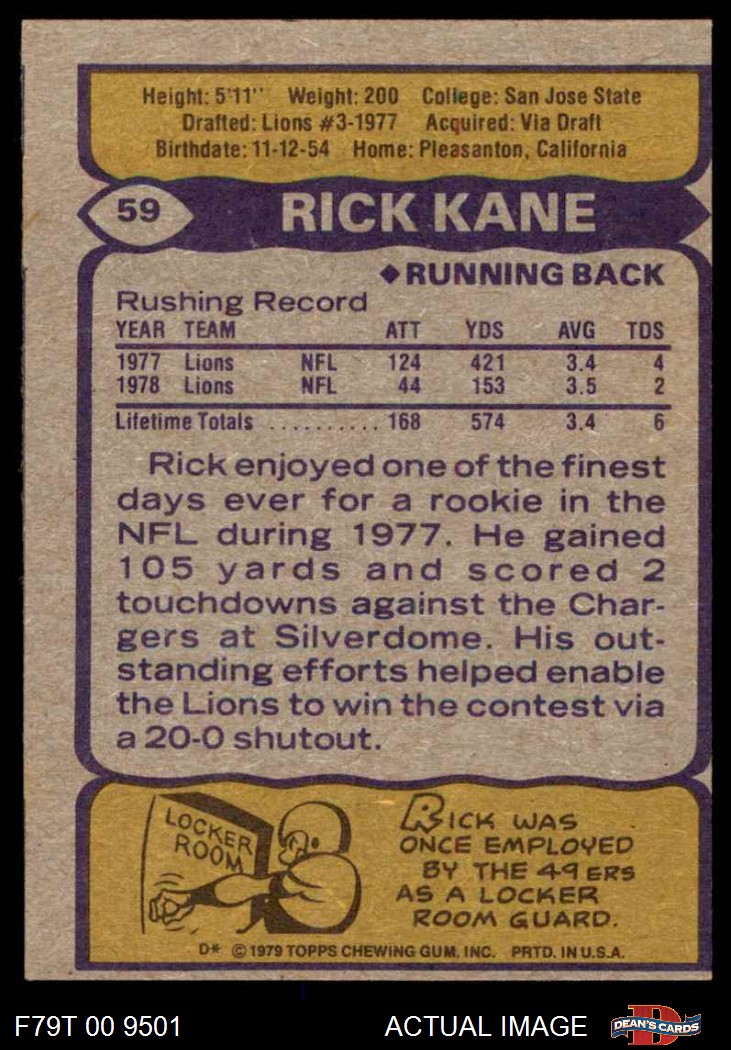 Height: 5'11" Weight: 200 College: San Jose State
Drafted: Lions #3-1977 Acquired: Via Draft
Birthdate: 11-12-54 Home: Pleasanton, California
59 RICK KANE
◆RUNNING BACK
Rushing Record
YEAR TEAM ATT YDS AVG TDS
1977 Lions NFL 124 421 3.4 4
1978 Lions NFL 44 153 3.5 2
Lifetime Totals .......... 168 574 3.4 6
Rick enjoyed one of the finest
days ever for a rookie in the
NFL during 1977. He gained
105 yards and scored 2
touchdowns against the Char-
gers at Silverdome. His out-
standing efforts helped enable
the Lions to win the contest via
a 20-0 shutout.
LOCKER
ROOM
RICK WAS
ONCE EMPLOYED
BY THE 49ERS
AS A LOCKER
ROOM GUARD.
D* © 1979 TOPPS CHEWING GUM, INC. PRTD. IN U.S.A.
F79T 00 9501 ACTUAL IMAGE D DEAN'S CARDS